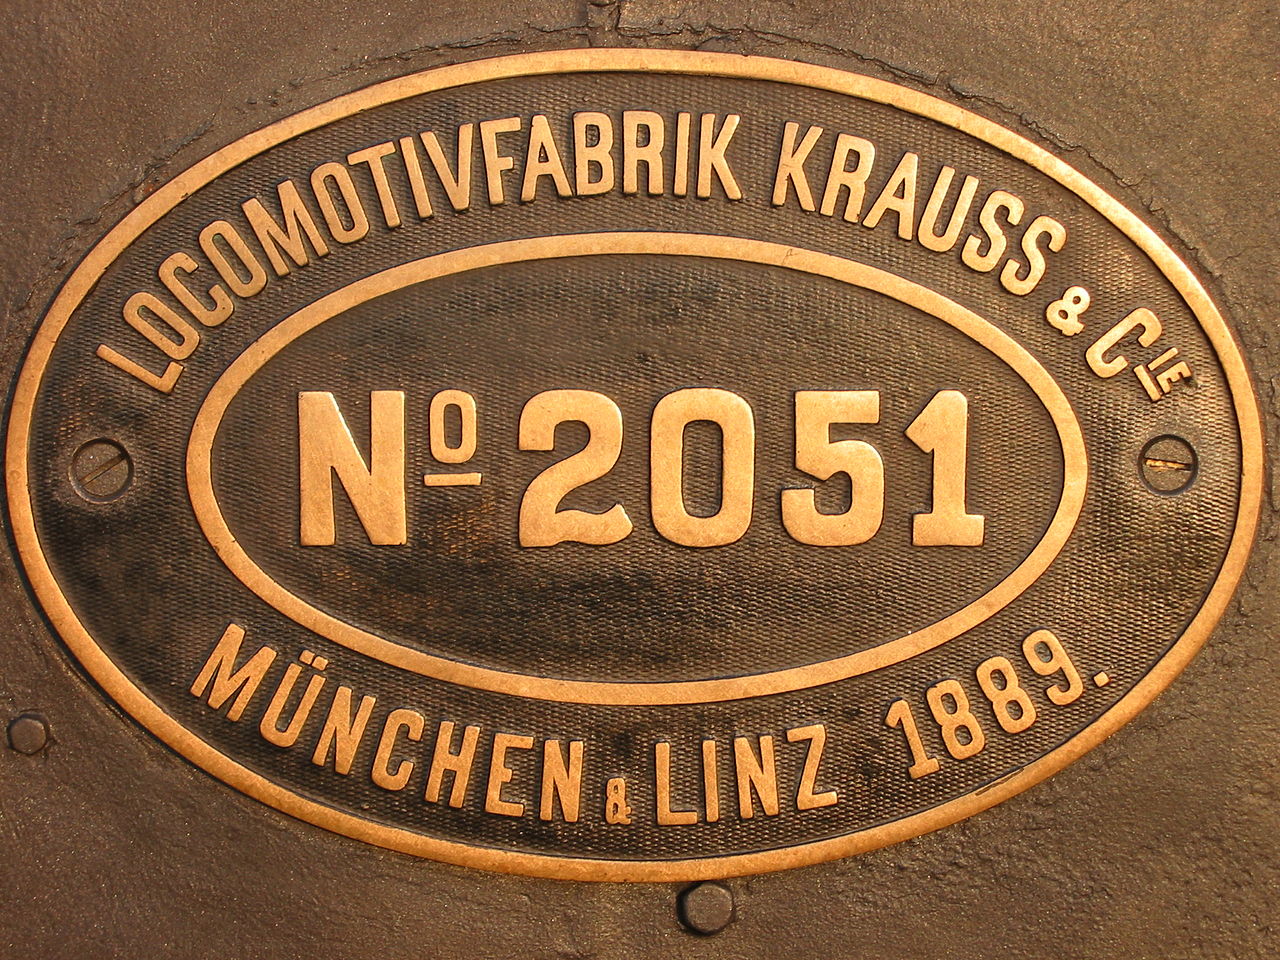 LOCOMOTIVFABRIK KRAUSS & CIE
Nº 2051
MÜNCHEN & LINZ 1889.